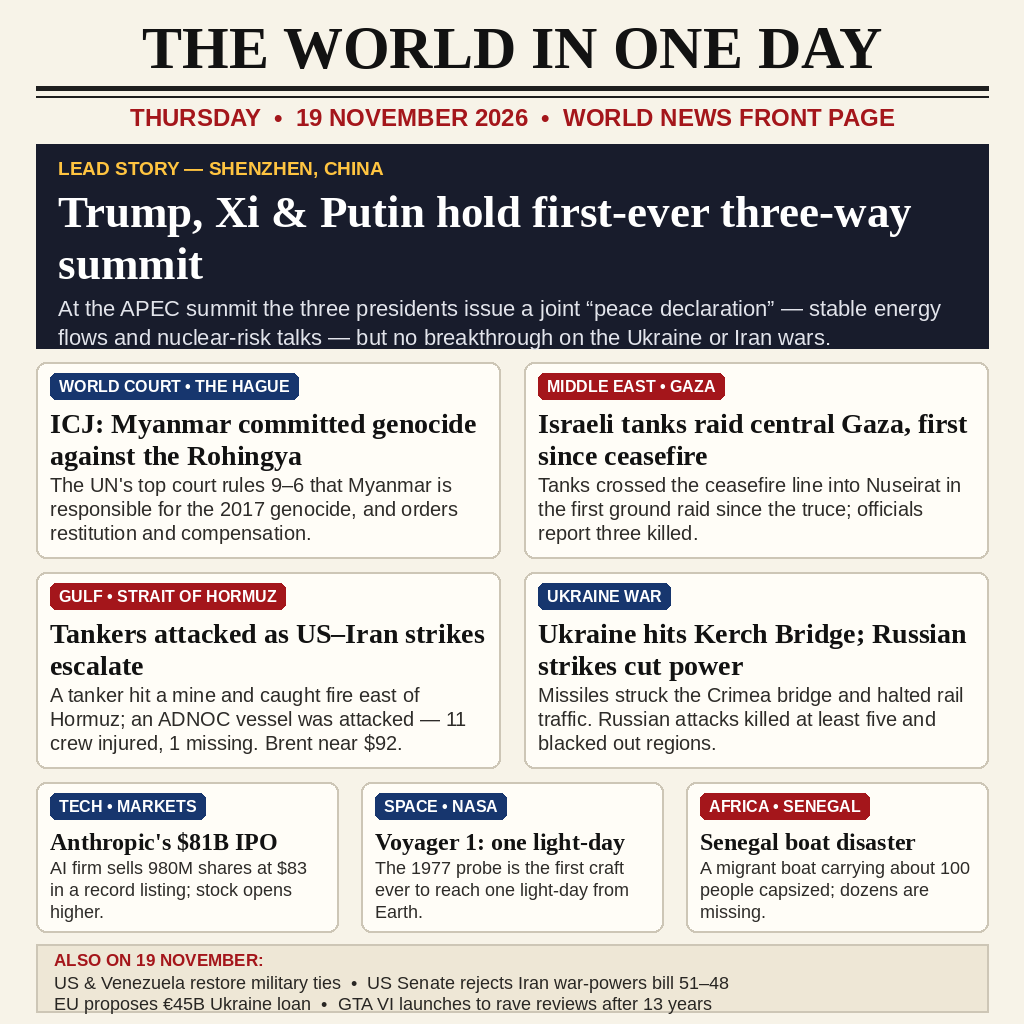 THE WORLD IN ONE DAY
THURSDAY • 19 NOVEMBER 2026 • WORLD NEWS FRONT PAGE
LEAD STORY — SHENZHEN, CHINA
Trump, Xi & Putin hold first-ever three-way
summit
At the APEC summit the three presidents issue a joint “peace declaration” — stable energy
flows and nuclear-risk talks — but no breakthrough on the Ukraine or Iran wars.
WORLD COURT • THE HAGUE
ICJ: Myanmar committed genocide
against the Rohingya
The UN's top court rules 9–6 that Myanmar is
responsible for the 2017 genocide, and orders
restitution and compensation.
MIDDLE EAST • GAZA
Israeli tanks raid central Gaza, first
since ceasefire
Tanks crossed the ceasefire line into Nuseirat in
the first ground raid since the truce; officials
report three killed.
GULF • STRAIT OF HORMUZ
Tankers attacked as US–Iran strikes
escalate
A tanker hit a mine and caught fire east of
Hormuz; an ADNOC vessel was attacked — 11
crew injured, 1 missing. Brent near $92.
UKRAINE WAR
Ukraine hits Kerch Bridge; Russian
strikes cut power
Missiles struck the Crimea bridge and halted rail
traffic. Russian attacks killed at least five and
blacked out regions.
TECH • MARKETS
Anthropic's $81B IPO
AI firm sells 980M shares at $83
in a record listing; stock opens
higher.
SPACE • NASA
Voyager 1: one light-day
The 1977 probe is the first craft
ever to reach one light-day from
Earth.
AFRICA • SENEGAL
Senegal boat disaster
A migrant boat carrying about 100
people capsized; dozens are
missing.
ALSO ON 19 NOVEMBER:
US & Venezuela restore military ties • US Senate rejects Iran war-powers bill 51–48
EU proposes €45B Ukraine loan • GTA VI launches to rave reviews after 13 years